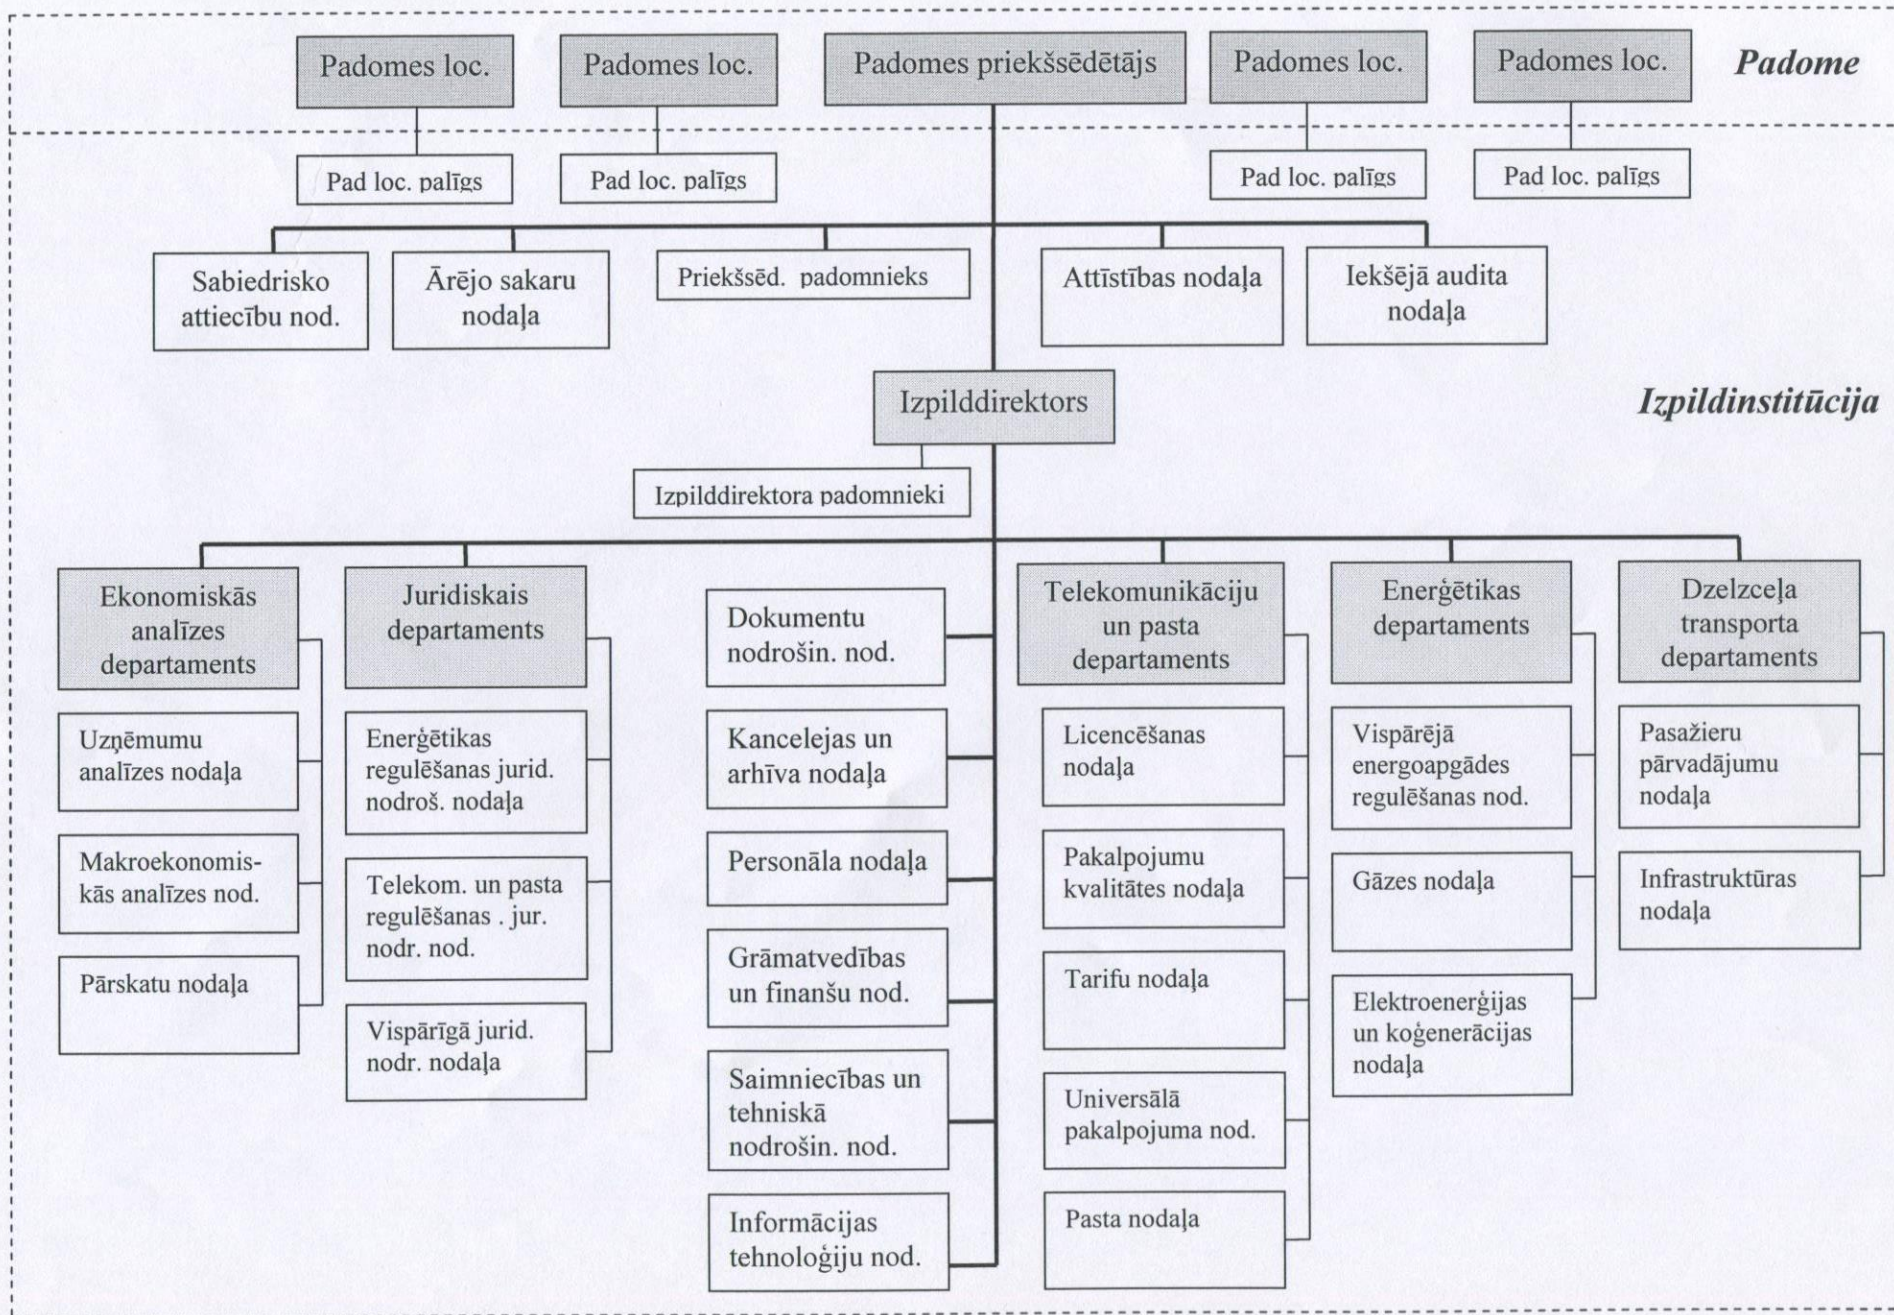 Padomes loc.
Padomes loc.
Padomes priekšsēdētājs
Padomes loc.
Padomes loc.
Padome
Pad loc. palīgs
Pad loc. palīgs
Pad loc. palīgs
Pad loc. palīgs
Sabiedrisko
attiecību nod.
Ārējo sakaru
nodaļa
Priekšsēd. padomnieks
Attīstības nodaļa
Iekšējā audita
nodaļa
Izpilddirektors
Izpildinstitūcija
Izpilddirektora padomnieki
Ekonomiskās
analīzes
departaments
Uzņēmumu
analīzes nodaļa
Makroekonomis-
kās analīzes nod.
Pārskatu nodaļa
Juridiskais
departaments
Enerģētikas
regulēšanas jurid.
nodroš. nodaļa
Telekom. un pasta
regulēšanas . jur.
nodr. nod.
Vispārīgā jurid.
nodr. nodaļa
Dokumentu
nodrošin. nod.
Kancelejas un
arhīva nodaļa
Personāla nodaļa
Grāmatvedības
un finanšu nod.
Saimniecības un
tehniskā
nodrošin. nod.
Informācijas
tehnoloģiju nod.
Telekomunikāciju
un pasta
departaments
Licencēšanas
nodaļa
Pakalpojumu
kvalitātes nodaļa
Tarifu nodaļa
Universālā
pakalpojuma nod.
Pasta nodaļa
Enerģētikas
departaments
Vispārējā
energoapgādes
regulēšanas nod.
Gāzes nodaļa
Elektroenerģijas
un koģenerācijas
nodaļa
Dzelzceļa
transporta
departaments
Pasažieru
pārvadājumu
nodaļa
Infrastruktūras
nodaļa